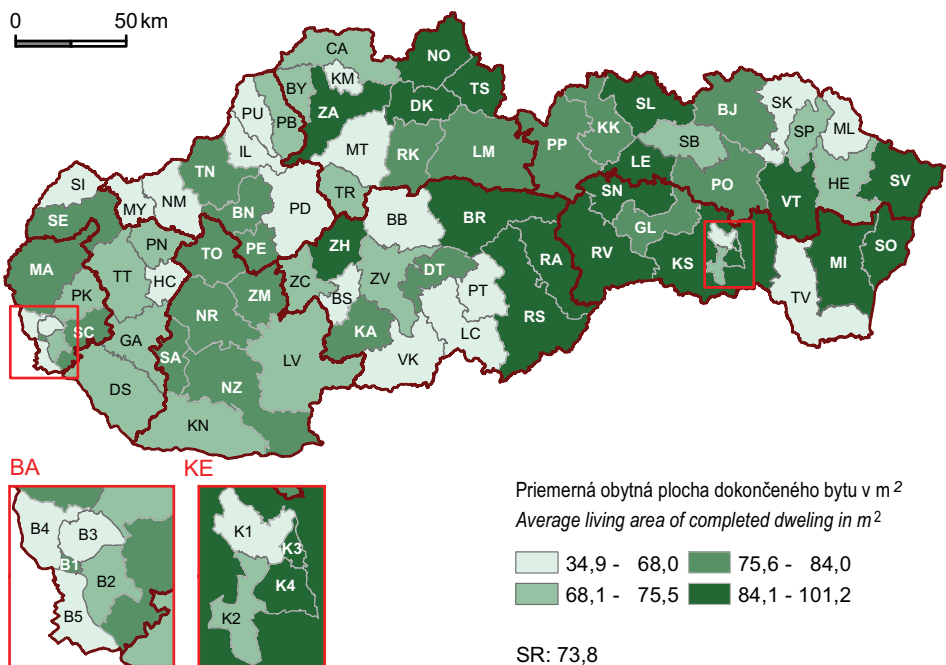 0 50 km
CA
NO
KM
TS
BY
SL
ZA
DK
BJ
SK
PU
PB
KK
SP
ML
IL
MT
RK
LM
PP
SB
TN
LE
PO
HE
SV
SI
MY
NM
BN
PD
TR
BB
BR
SN
VT
SE
PN
TO
PE
ZH
GL
SO
MA
TT
HC
ZC
ZV
DT
RA
RV
KS
MI
PK
ZM
BS
PT
TV
SC
GA
NR
KA
RS
LC
SA
LV
VK
DS
NZ
KN
BA
KE
B4
B3
B1
B2
B5
K1
K3
K4
K2
Priemerná obytná plocha dokončeného bytu v m²
Average living area of completed dweling in m²
34,9 - 68,0
75,6 - 84,0
68,1 - 75,5
84,1 - 101,2
SR: 73,8